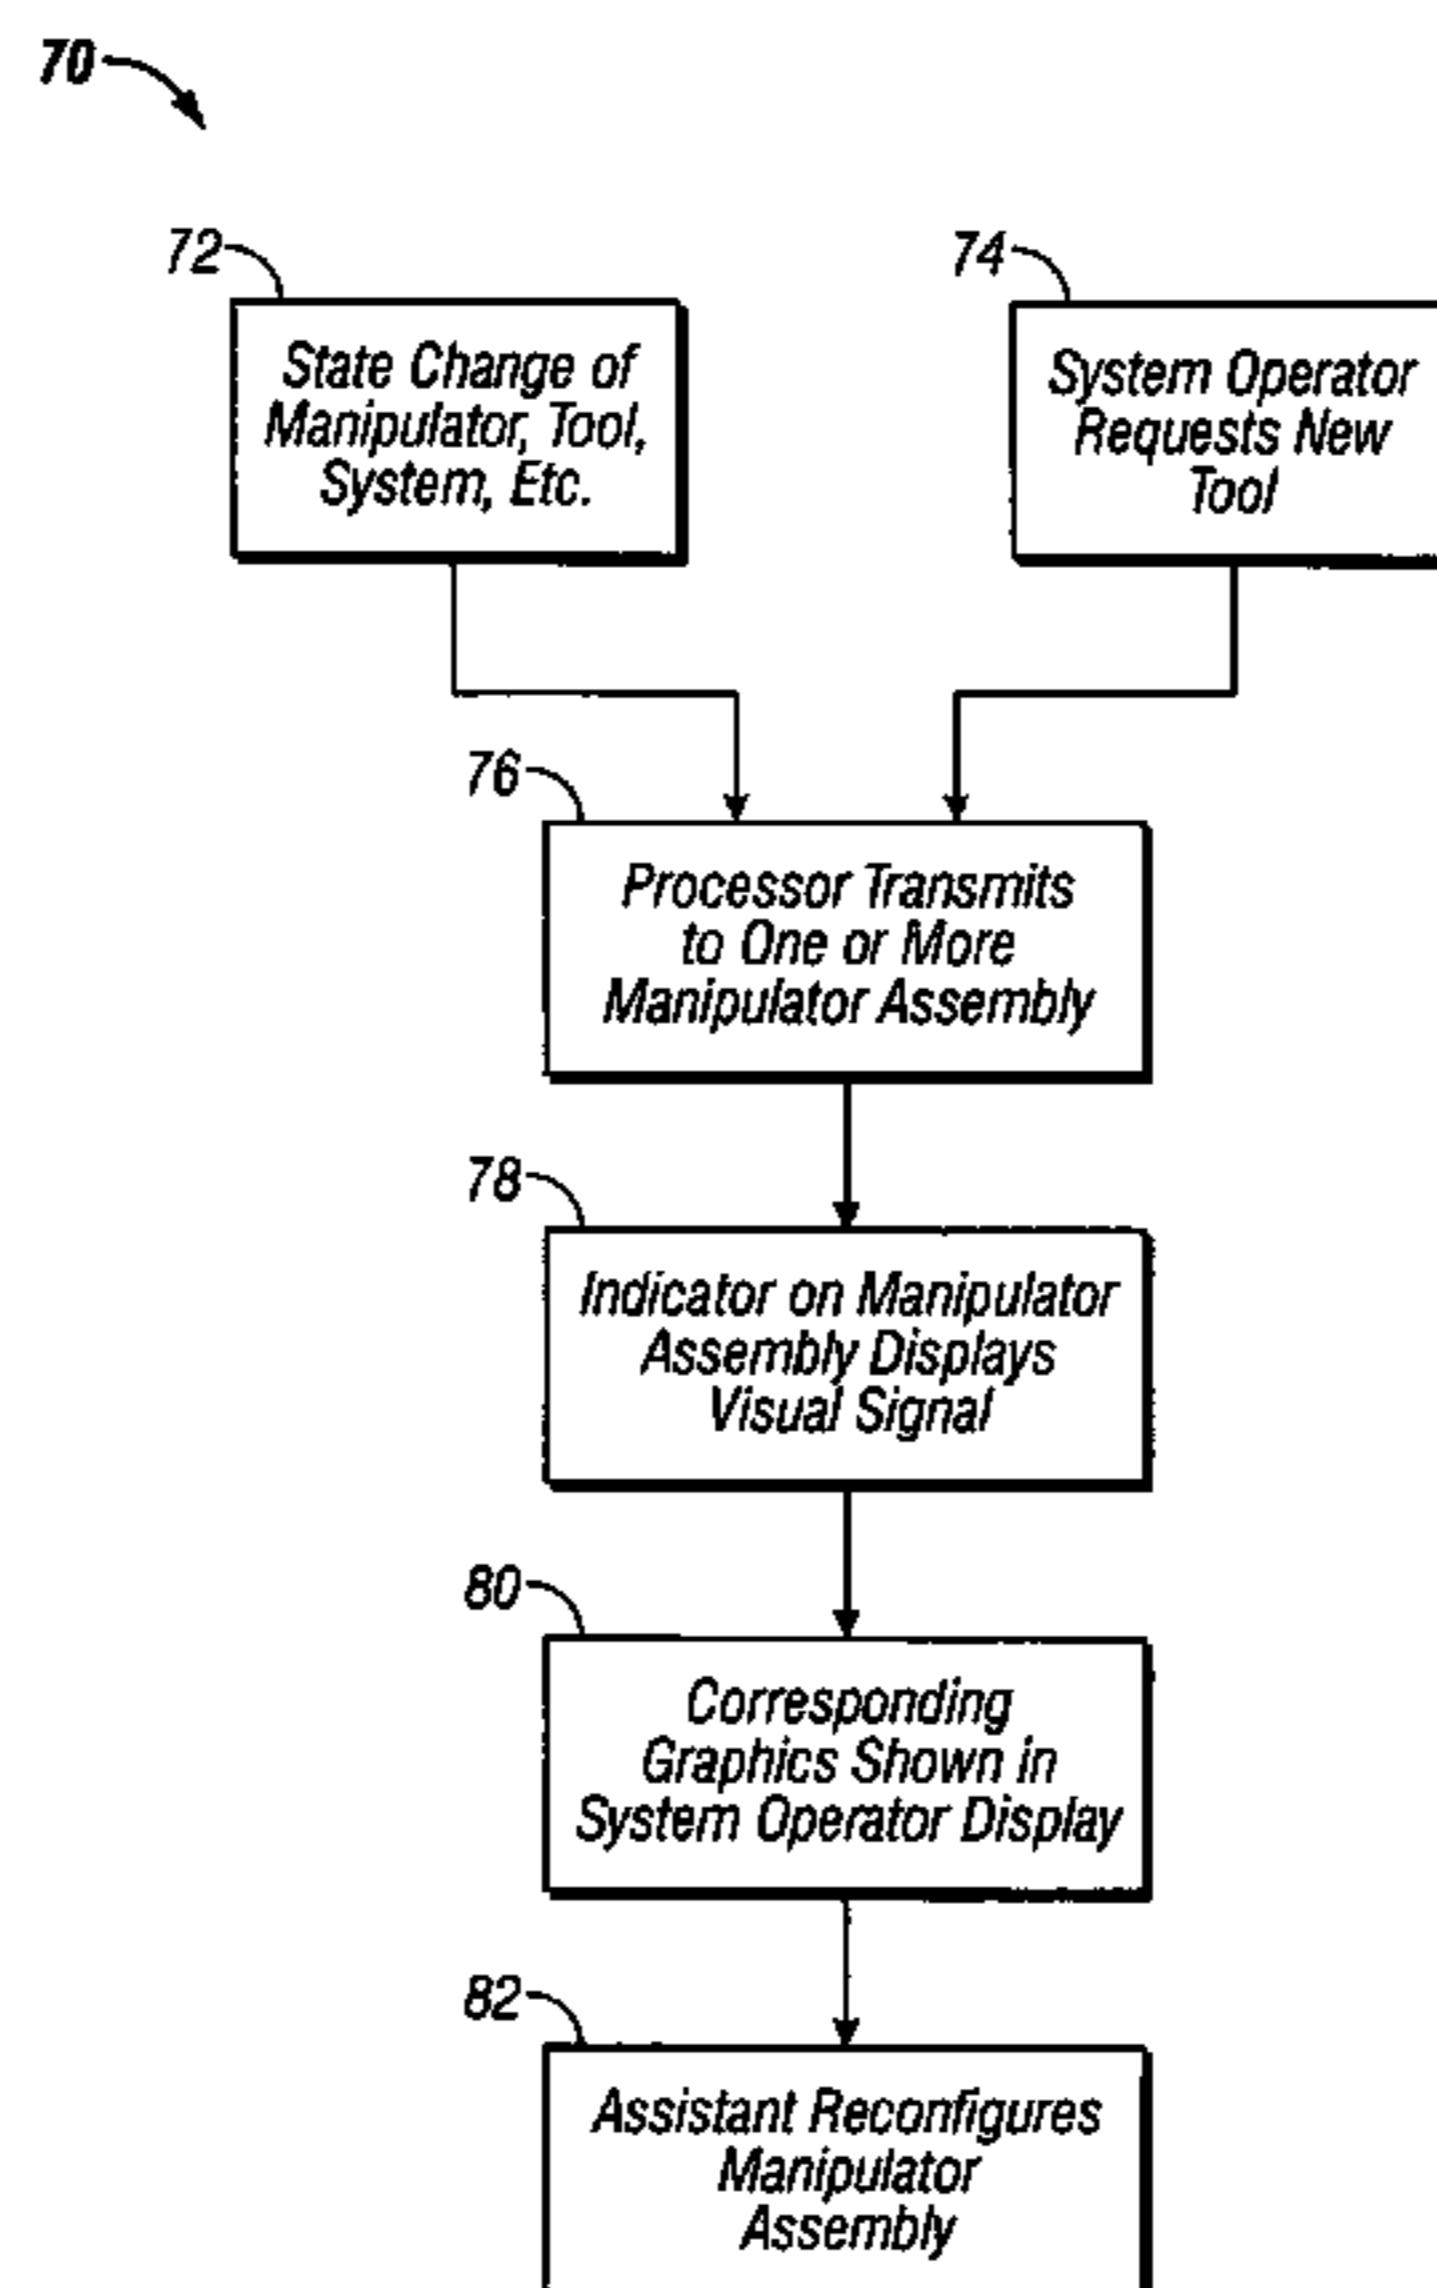 70
72
State Change of
Manipulator, Tool,
System, Etc.
74
System Operator
Requests New
Tool
76
Processor Transmits
to One or More
Manipulator Assembly
78
Indicator on Manipulator
Assembly Displays
Visual Signal
80
Corresponding
Graphics Shown in
System Operator Display
82
Assistant Reconfigures
Manipulator
Assembly